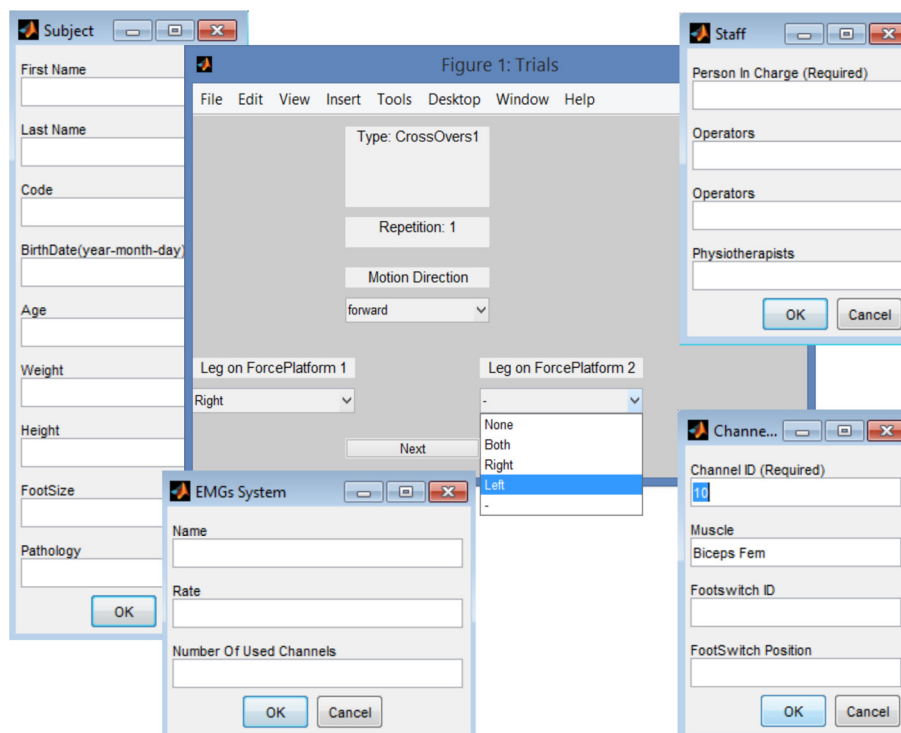 Subject
First Name
Last Name
Code
BirthDate(year-month-day)
Age
Weight
Height
FootSize
Pathology
OK
Figure 1: Trials
File Edit View Insert Tools Desktop Window Help
Type: CrossOvers1
Repetition: 1
Motion Direction
forward
Leg on ForcePlatform 1
Leg on ForcePlatform 2
Right
-
None
Both
Right
Left
-
Next
Staff
Person In Charge (Required)
Operators
Operators
Physiotherapists
OK Cancel
EMGs System
Name
Rate
Number Of Used Channels
OK Cancel
Channe...
Channel ID (Required)
10
Muscle
Biceps Fem
Footswitch ID
FootSwitch Position
OK Cancel